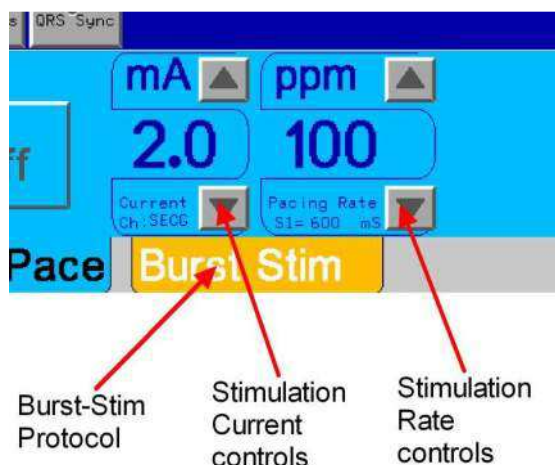 s QRS Sync
mA ppm
2.0 100
Current Pacing Rate
Ch:SECG S1= 600 mS
Pace Burst Stim
Burst-Stim
Protocol
Stimulation
Current
controls
Stimulation
Rate
controls